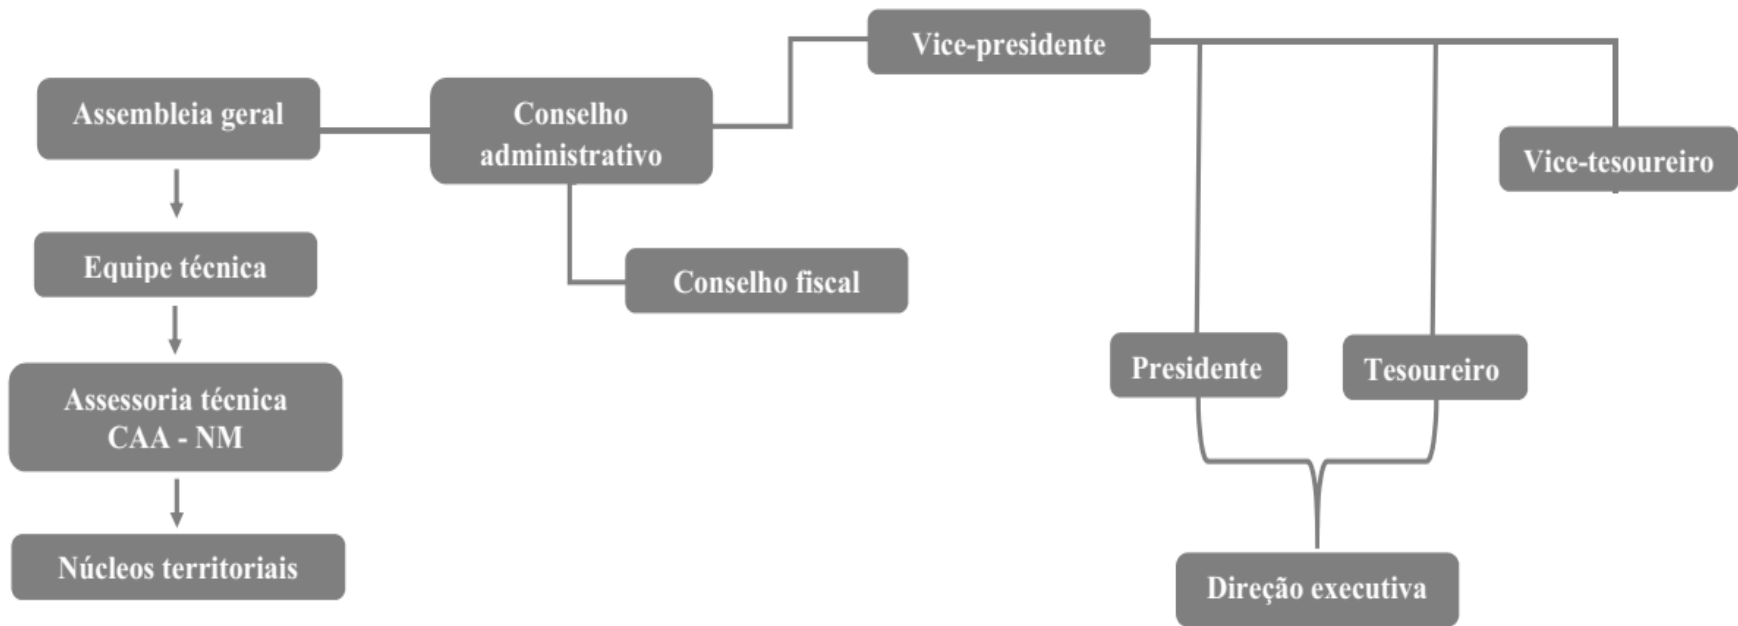 Vice-presidente
Assembleia geral
Conselho
administrativo
Vice-tesoureiro
Equipe técnica
Conselho fiscal
Presidente
Tesoureiro
Assessoria técnica
CAA - NM
Núcleos territoriais
Direção executiva